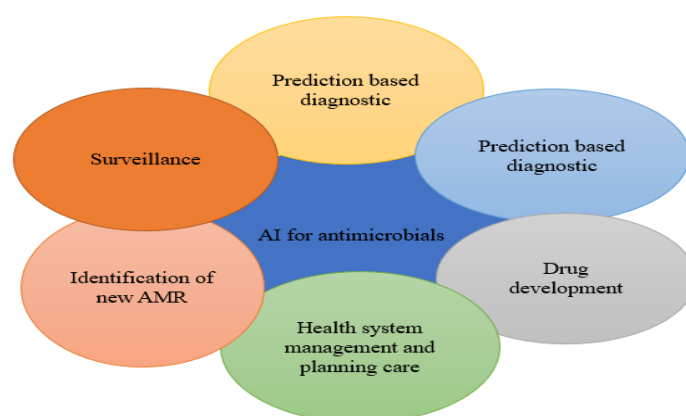 Prediction based
diagnostic
Surveillance
Prediction based
diagnostic
AI for antimicrobials
Identification of
new AMR
Drug
development
Health system
management and
planning care